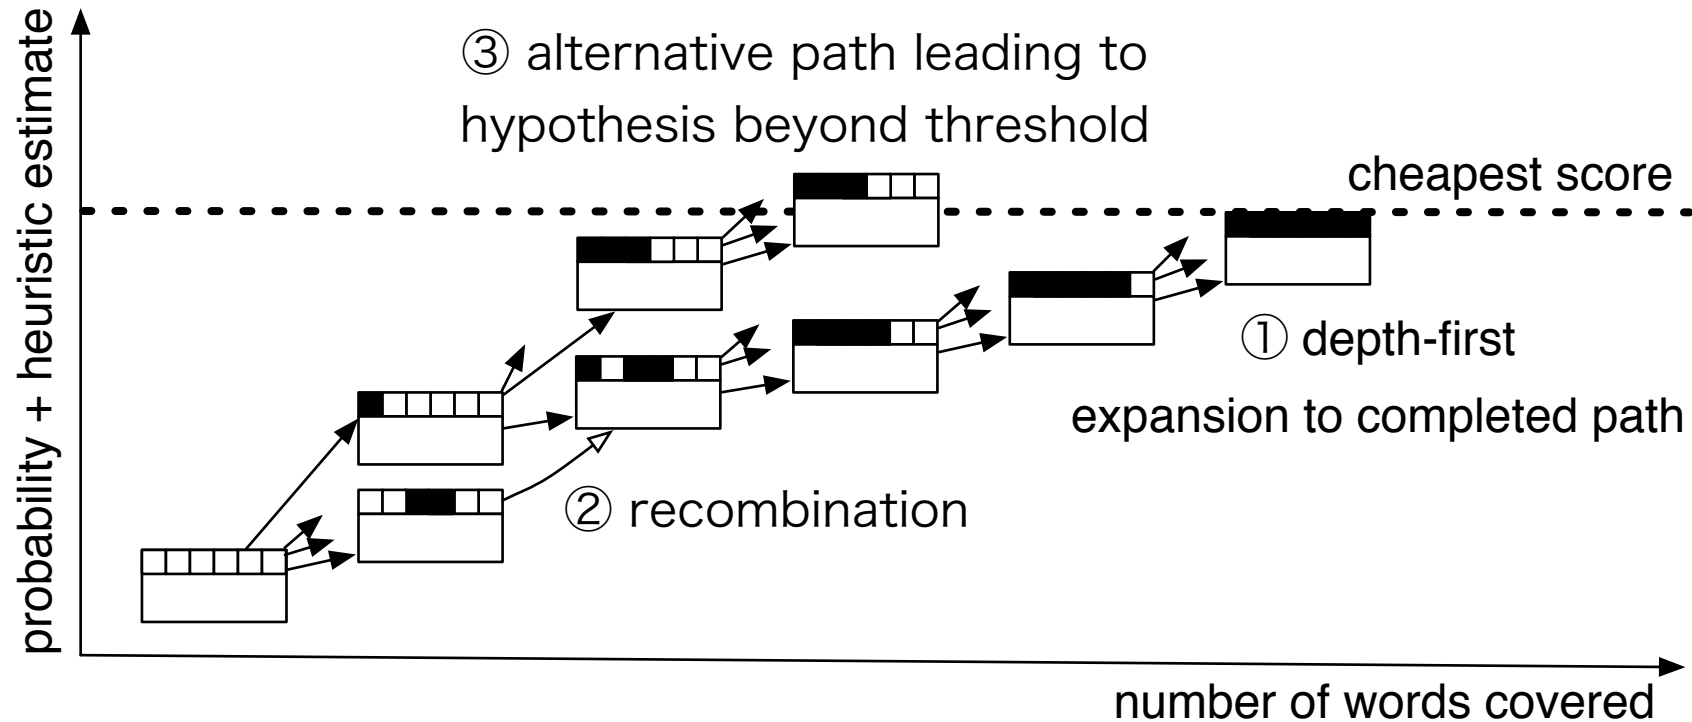 probability + heuristic estimate
③ alternative path leading to
hypothesis beyond threshold
cheapest score
① depth-first
expansion to completed path
② recombination
number of words covered